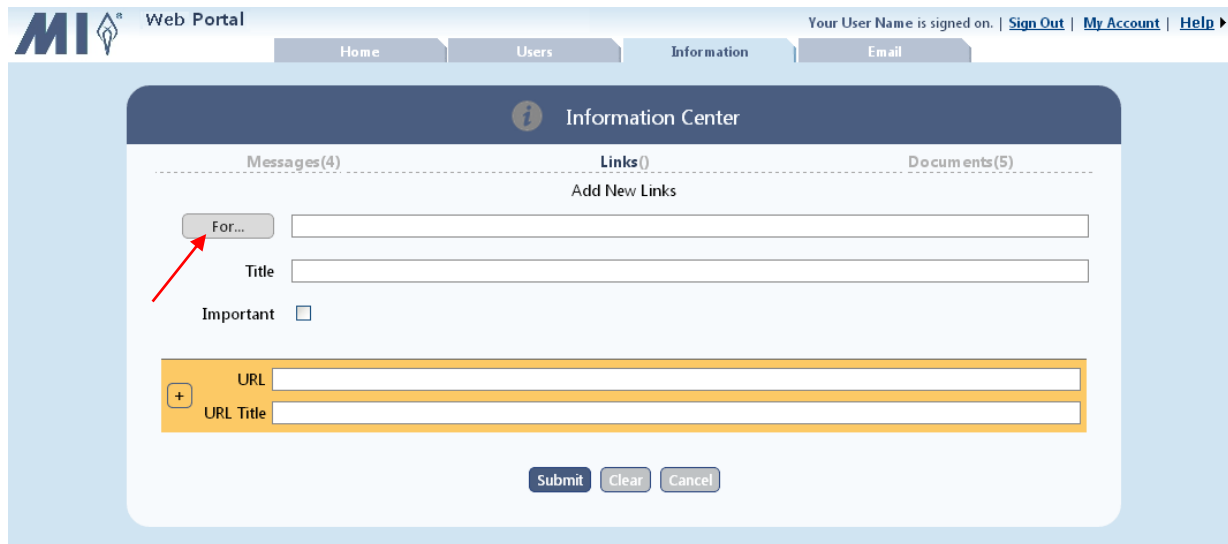 MI® Web Portal
Your User Name is signed on. | Sign Out | My Account | Help
Home Users Information Email
i Information Center
Messages(4) Links() Documents(5)
Add New Links
For...
Title
Important
URL
+
URL Title
Submit Clear Cancel